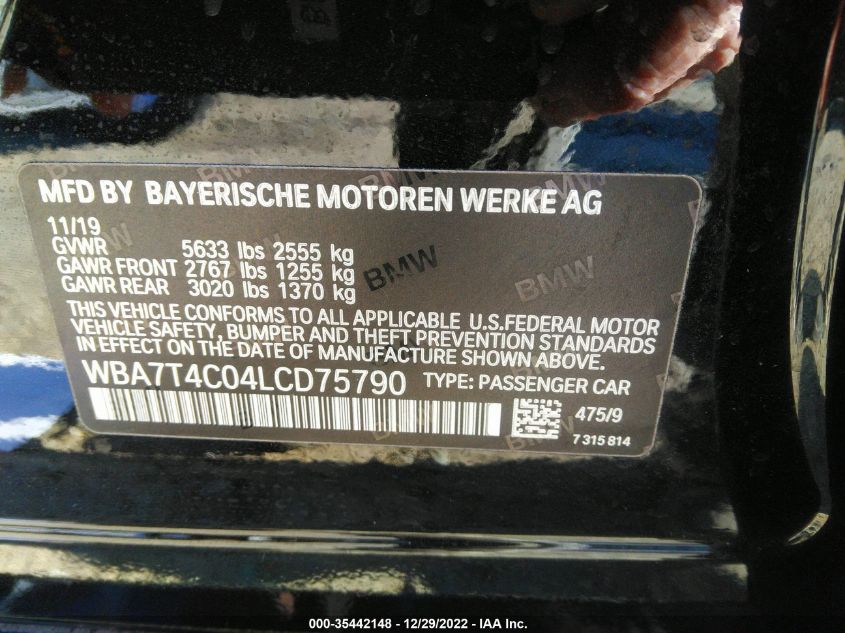 MFD BY BAYERISCHE MOTOREN WERKE AG
11/19
GVWR 5633 lbs 2555 kg
GAWR FRONT 2767 lbs 1255 kg
GAWR REAR 3020 lbs 1370 kg
BMW BMW
THIS VEHICLE CONFORMS TO ALL APPLICABLE U.S.FEDERAL MOTOR
VEHICLE SAFETY, BUMPER AND THEFT PREVENTION STANDARDS
IN EFFECT ON THE DATE OF MANUFACTURE SHOWN ABOVE.
WBA7T4C04LCD75790 TYPE: PASSENGER CAR
475/9
7 315 814
000-35442148 - 12/29/2022 - IAA Inc.